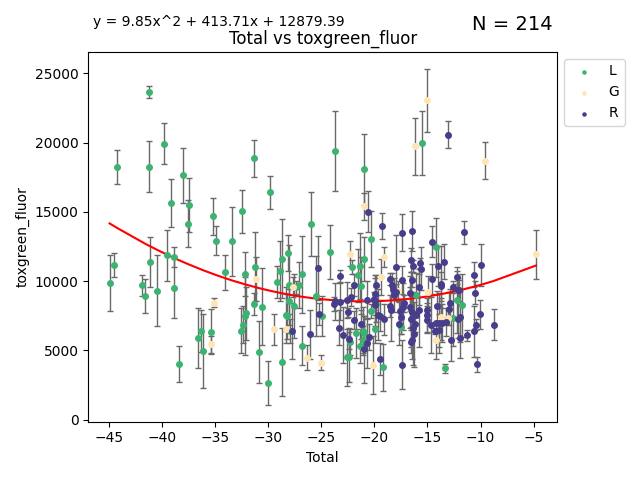 y = 9.85x^2 + 413.71x + 12879.39
N = 214
Total vs toxgreen_fluor
toxgreen_fluor
25000
20000
15000
10000
5000
0
−45 −40 −35 −30 −25 −20 −15 −10 −5
Total
L
G
R